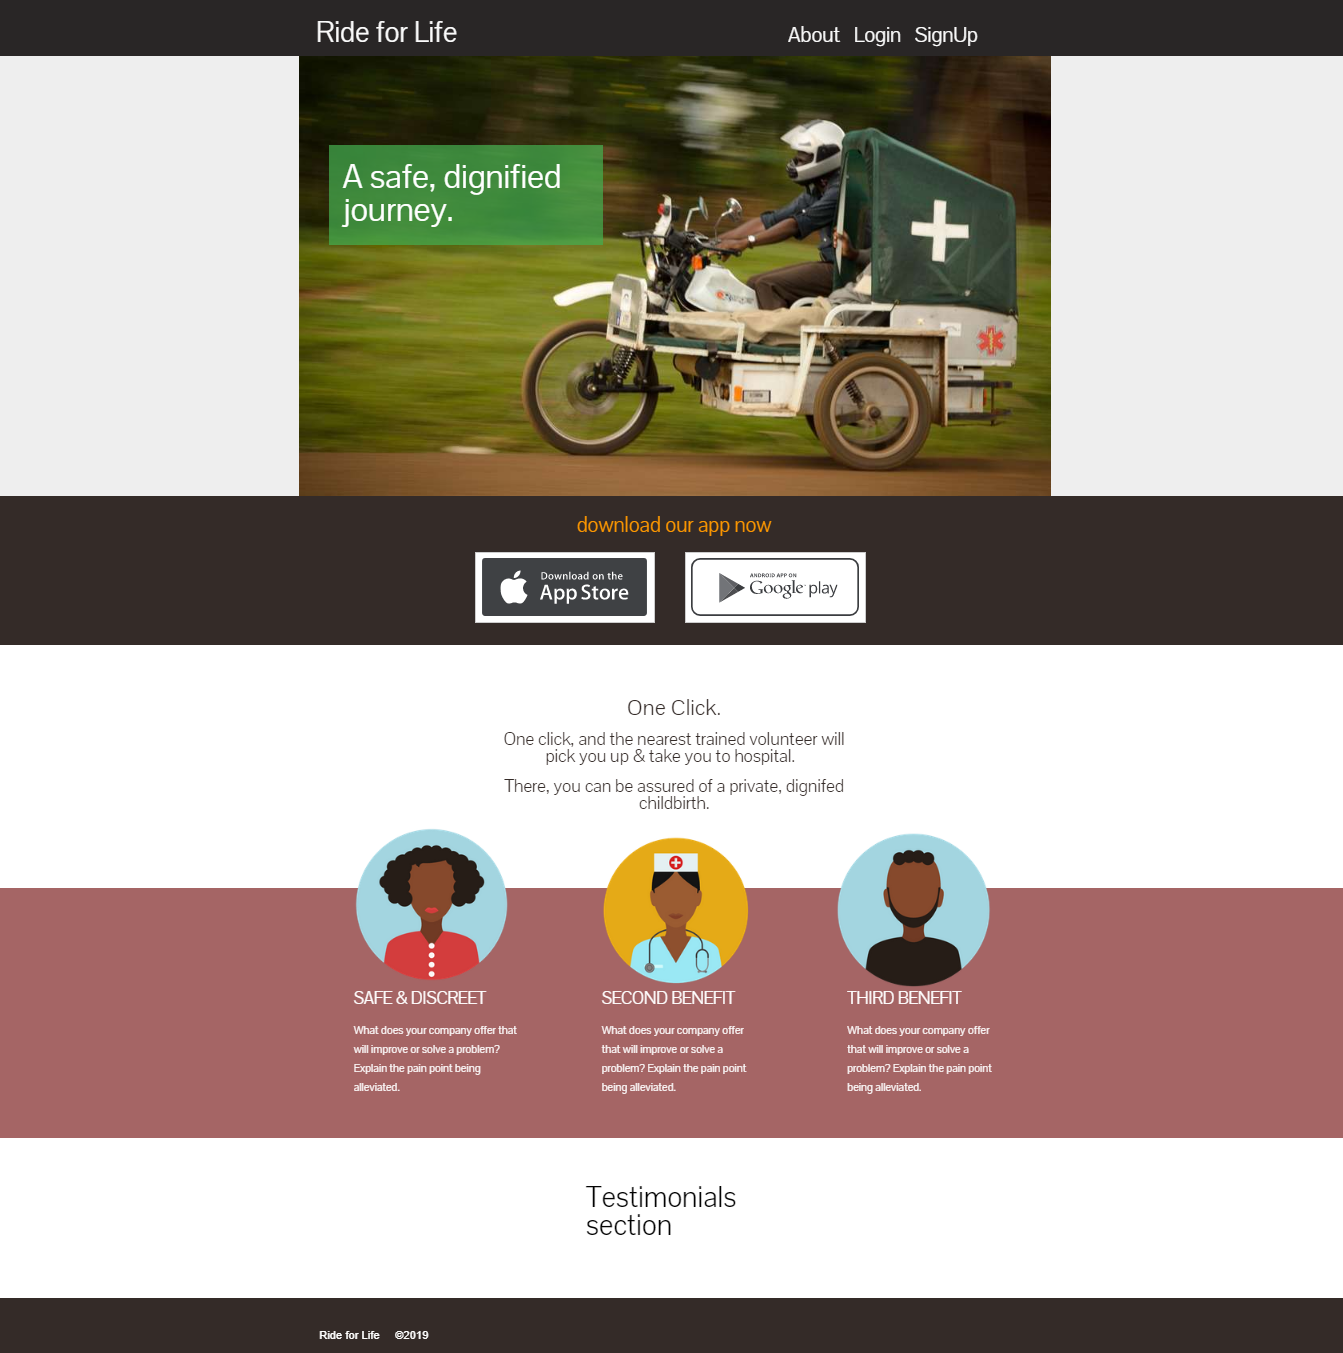 Ride for Life
About Login SignUp
A safe, dignified
journey.
download our app now
Download on the
App Store
ANDROID APP ON
Google play
One Click.
One click, and the nearest trained volunteer will
pick you up & take you to hospital.
There, you can be assured of a private, dignifed
childbirth.
SAFE & DISCREET
What does your company offer that
will improve or solve a problem?
Explain the pain point being
alleviated.
SECOND BENEFIT
What does your company offer
that will improve or solve a
problem? Explain the pain point
being alleviated.
THIRD BENEFIT
What does your company offer
that will improve or solve a
problem? Explain the pain point
being alleviated.
Testimonials
section
Ride for Life ©2019